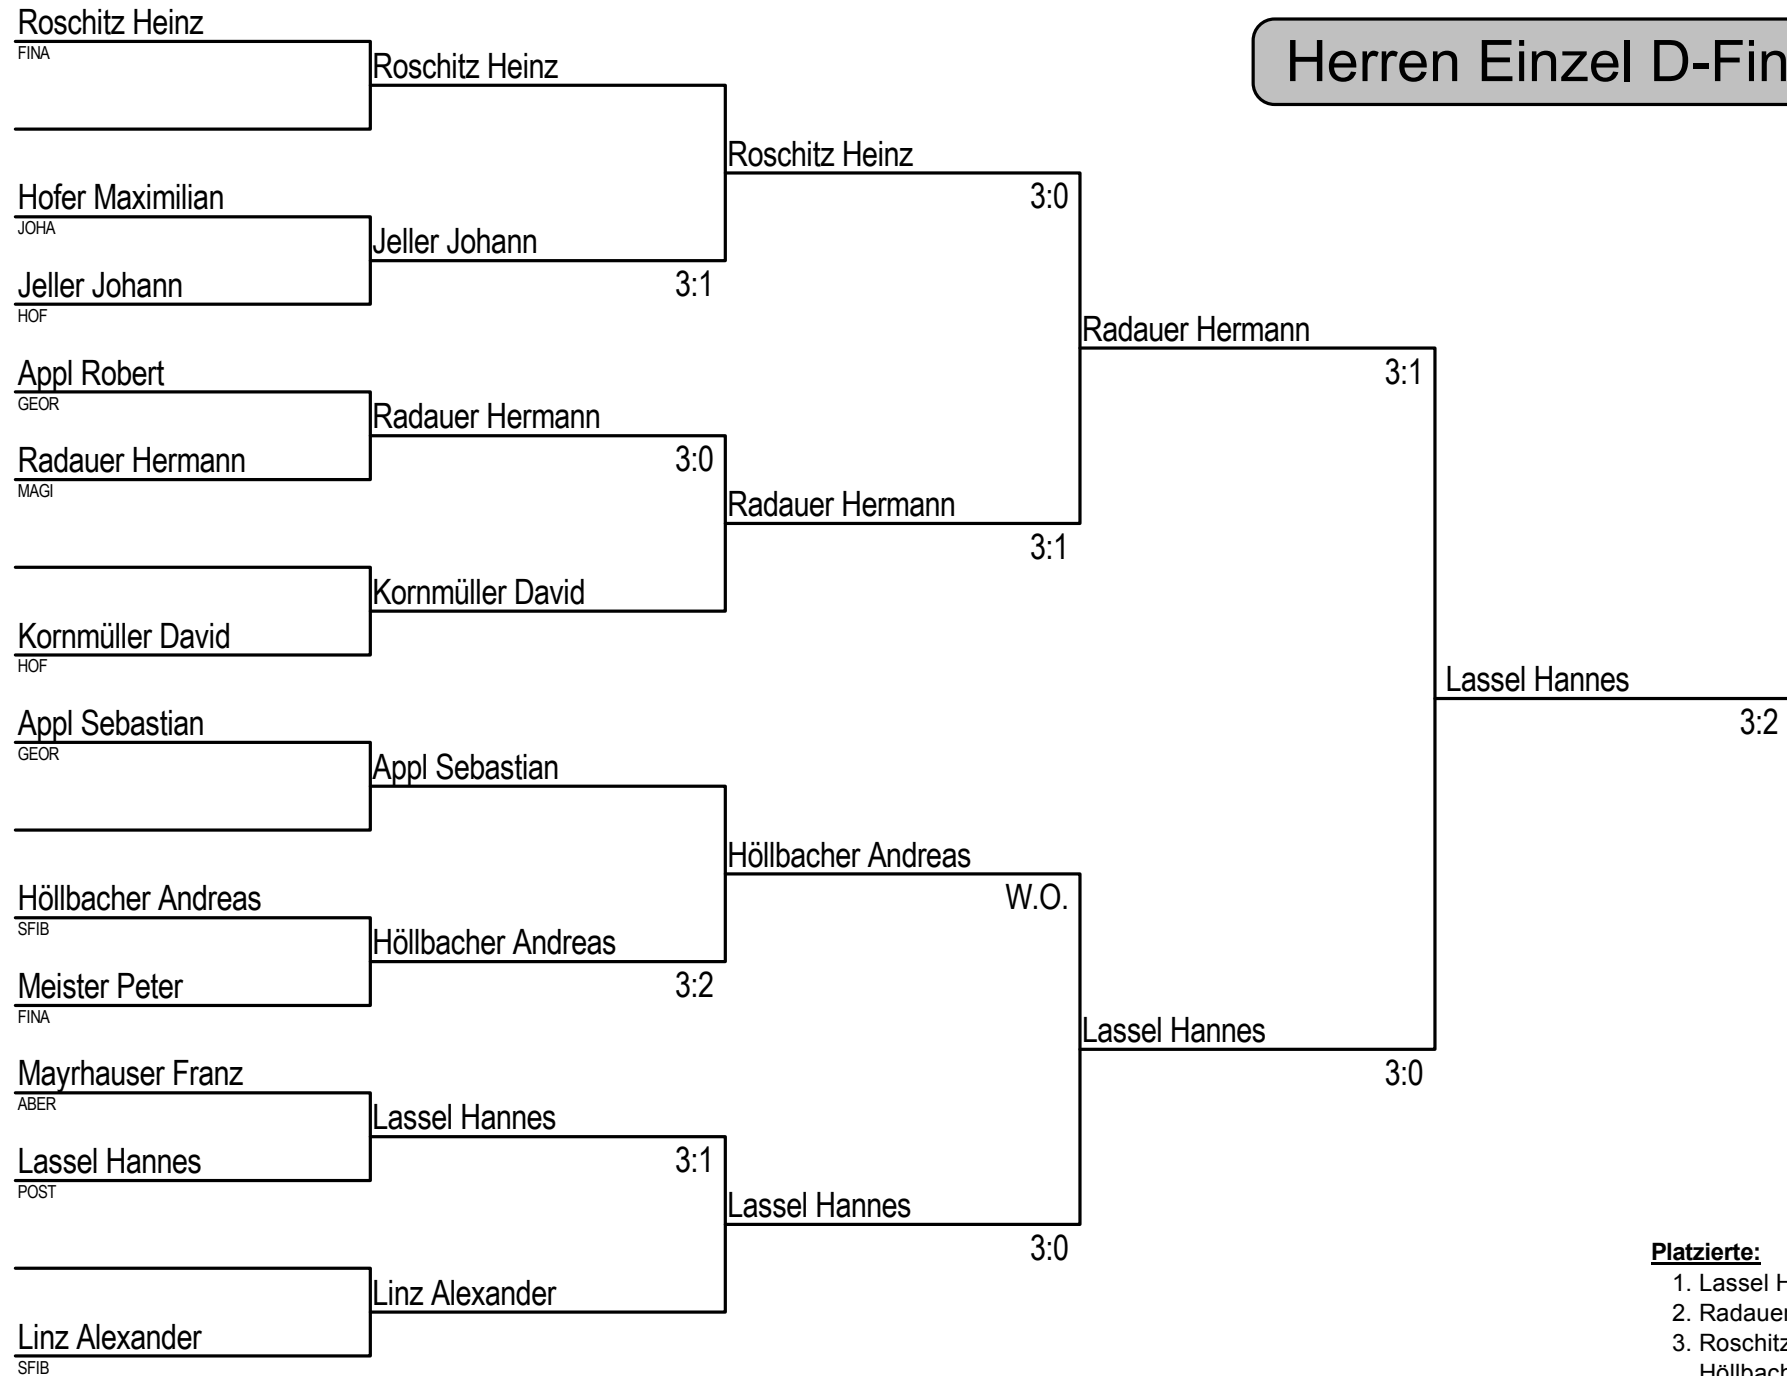 Roschitz Heinz
FINA
Hofer Maximilian
JOHA
Jeller Johann
HOF
Appl Robert
GEOR
Radauer Hermann
MAGI
Kornmüller David
HOF
Appl Sebastian
GEOR
Höllbacher Andreas
SFIB
Meister Peter
FINA
Mayrhauser Franz
ABER
Lassel Hannes
POST
Linz Alexander
SFIB
Roschitz Heinz
Jeller Johann
3:1
Radauer Hermann
3:0
Kornmüller David
Appl Sebastian
Höllbacher Andreas
3:2
Lassel Hannes
3:1
Linz Alexander
Roschitz Heinz
3:0
Radauer Hermann
3:1
Höllbacher Andreas
W.O.
Lassel Hannes
3:0
Radauer Hermann
3:1
Lassel Hannes
3:0
Lassel Hannes
3:2
Herren Einzel D-Fin
Platzierte:
1. Lassel H
2. Radauer
3. Roschitz
Höllbach